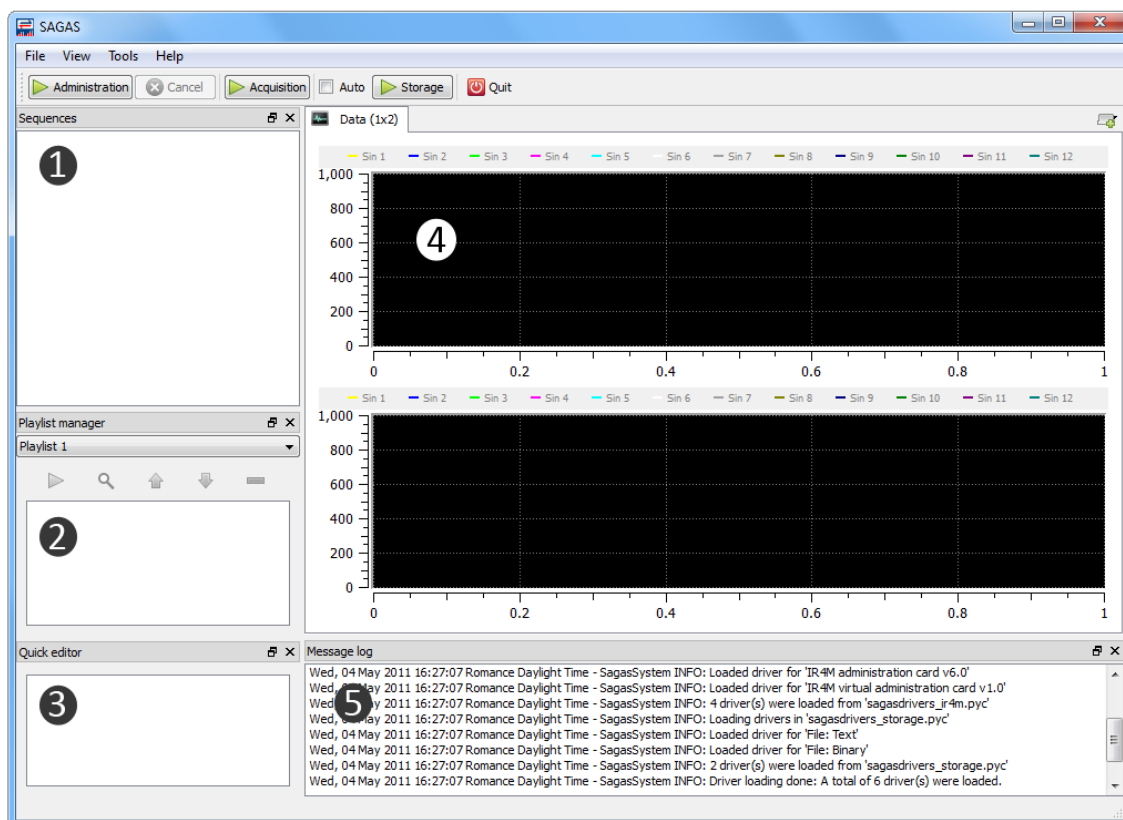 SAGAS
File View Tools Help
Administration Cancel Acquisition Auto Storage Quit
Sequences
1
Data (1x2)
Sin 1 Sin 2 Sin 3 Sin 4 Sin 5 Sin 6 Sin 7 Sin 8 Sin 9 Sin 10 Sin 11 Sin 12
1,000
800
600
400
200
0
4
0 0.2 0.4 0.6 0.8 1
Playlist manager
Playlist 1
2
Sin 1 Sin 2 Sin 3 Sin 4 Sin 5 Sin 6 Sin 7 Sin 8 Sin 9 Sin 10 Sin 11 Sin 12
1,000
800
600
400
200
0
0 0.2 0.4 0.6 0.8 1
Quick editor
3
Message log
Wed, 04 May 2011 16:27:07 Romance Daylight Time - SagasSystem INFO: Loaded driver for 'IR4M administration card v6.0'
Wed, 04 May 2011 16:27:07 Romance Daylight Time - SagasSystem INFO: Loaded driver for 'IR4M virtual administration card v1.0'
Wed, May 2011 16:27:07 Romance Daylight Time - SagasSystem INFO: 4 driver(s) were loaded from 'sagasdrivers_ir4m.pyc'
Wed, May 2011 16:27:07 Romance Daylight Time - SagasSystem INFO: Loading drivers in 'sagasdrivers_storage.pyc'
Wed, May 2011 16:27:07 Romance Daylight Time - SagasSystem INFO: Loaded driver for 'File: Text'
Wed, 04 May 2011 16:27:07 Romance Daylight Time - SagasSystem INFO: Loaded driver for 'File: Binary'
Wed, 04 May 2011 16:27:07 Romance Daylight Time - SagasSystem INFO: 2 driver(s) were loaded from 'sagasdrivers_storage.pyc'
Wed, 04 May 2011 16:27:07 Romance Daylight Time - SagasSystem INFO: Driver loading done: A total of 6 driver(s) were loaded.
5